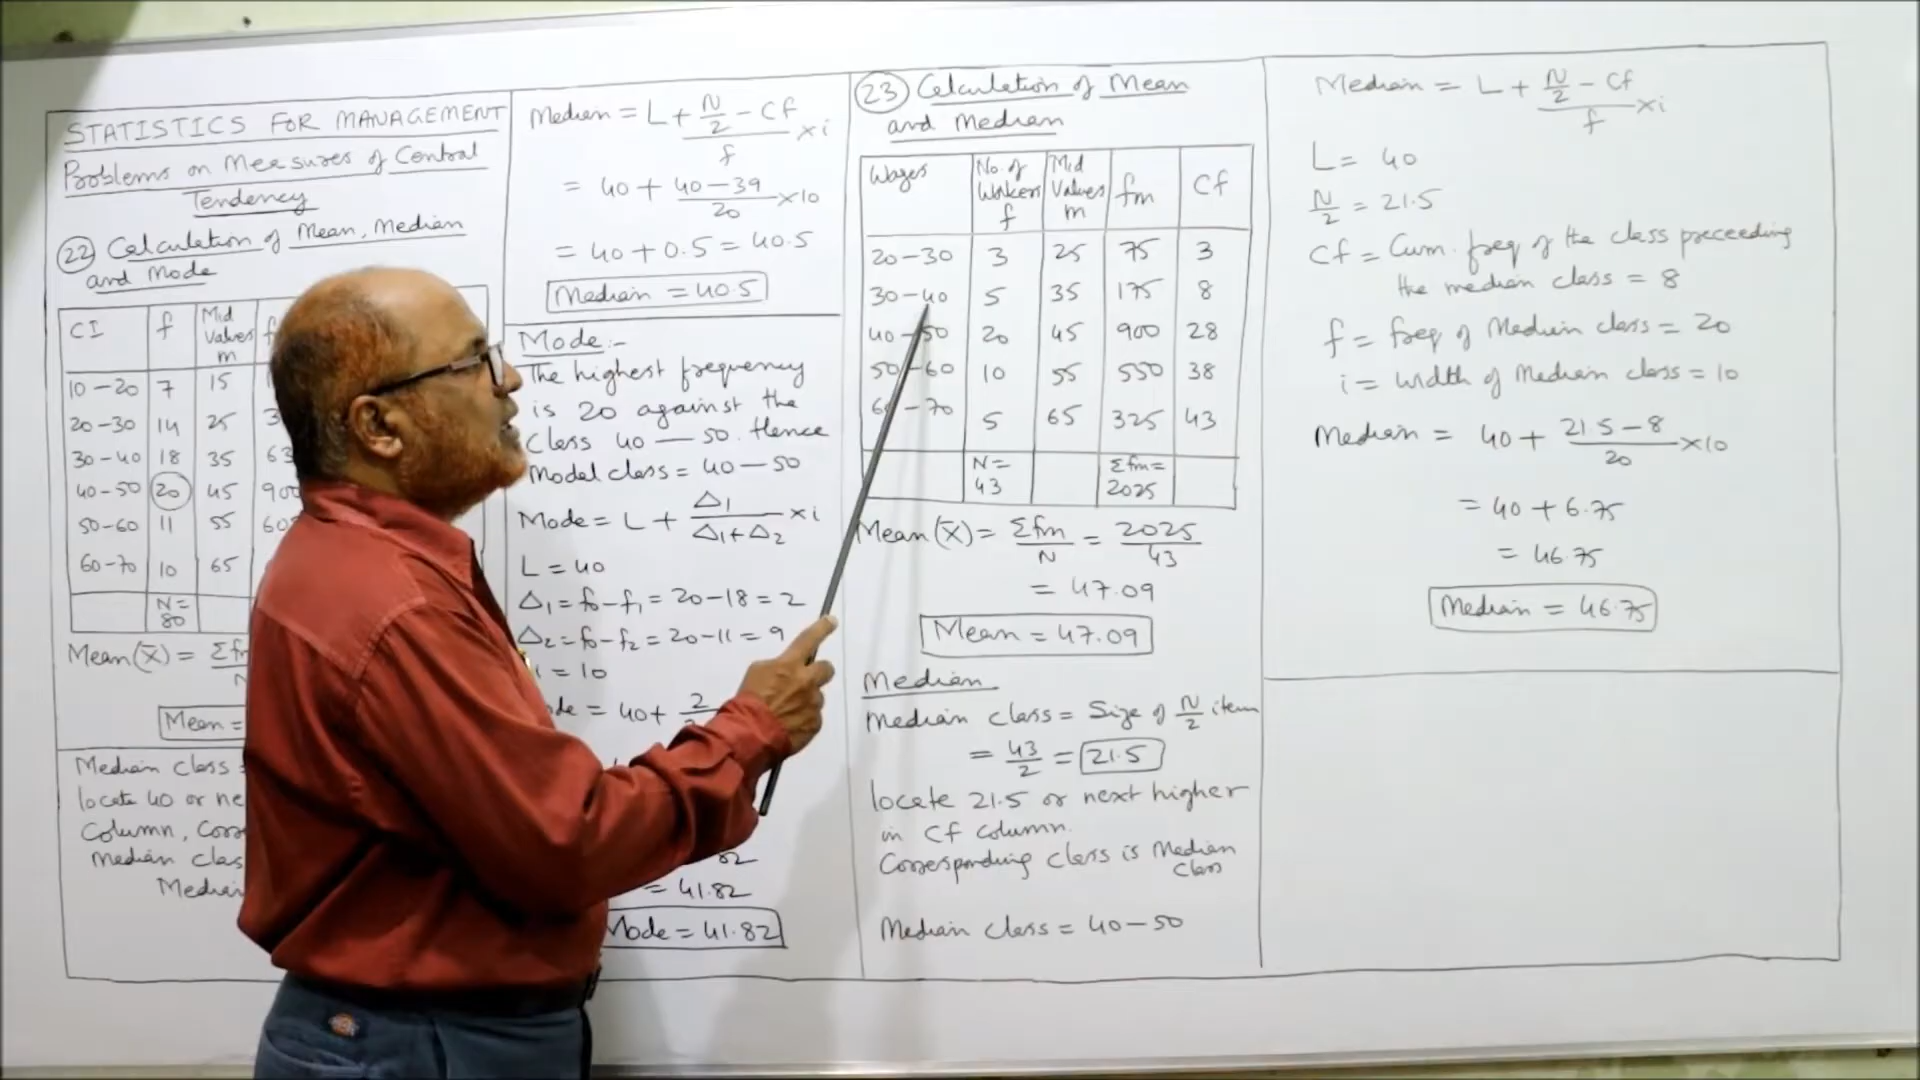 STATISTICS FOR MANAGEMENT
Problems on Measures of Central
Tendency
22 Calculation of Mean, Median
and Mode
CI f Mid Values m
10-20 7 15
20-30 14 25
30-40 18 35
40-50 20 45 900
50-60 11 55
60-70 10 65
N = 80
Mean (x̄) =
Mean =
Median class
locate 40 or
Column,
Median
Median = L + (N/2 - Cf)/f × i
= 40 + (40-39)/20 × 10
= 40 + 0.5 = 40.5
Median = 40.5
Mode:-
The highest frequency
is 20 against the
class 40 — 50. Hence
Model class = 40 — 50
Mode = L + Δ1/(Δ1+Δ2) × i
L = 40
Δ1 = f0 - f1 = 20-18 = 2
Δ2 = f0 - f2 = 20-11 = 9
i = 10
= 40 + 2
= 41.82
Mode = 41.82
23 Calculation of Mean
and Median
Wages No. of Workers f Mid Values m fm Cf
20-30 3 25 75 3
30-40 5 35 175 8
40-50 20 45 900 28
50-60 10 55 550 38
60-70 5 65 325 43
N = 43 Σfm = 2025
Mean (x̄) = Σfm/N = 2025/43
= 47.09
Mean = 47.09
Median
Median class = Size of N/2 item
= 43/2 = 21.5
locate 21.5 or next higher
in Cf column.
Corresponding class is Median
class
Median class = 40-50
Median = L + (N/2 - Cf)/f × i
L = 40
N/2 = 21.5
Cf = Cum. freq of the class preceeding
the median class = 8
f = freq of Median class = 20
i = width of Median class = 10
Median = 40 + (21.5-8)/20 × 10
= 40 + 6.75
= 46.75
Median = 46.75